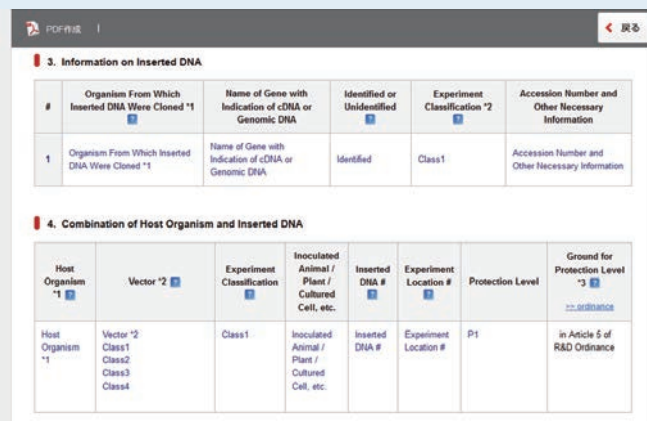 PDF作成 |
戻る
3. Information on Inserted DNA
#
Organism From Which
Inserted DNA Were Cloned *1
?
Name of Gene with
Indication of cDNA or
Genomic DNA
Identified or
Unidentified
?
Experiment
Classification *2
?
Accession Number and
Other Necessary
Information
1
Organism From Which Inserted
DNA Were Cloned *1
Name of Gene with
Indication of cDNA or
Genomic DNA
Identified
Class1
Accession Number and
Other Necessary Information
4. Combination of Host Organism and Inserted DNA
Host
Organism
*1 ?
Vector *2 ?
Experiment
Classification
?
Inoculated
Animal /
Plant /
Cultured
Cell, etc.
Inserted
DNA #
?
Experiment
Location #
?
Protection Level
Ground for
Protection Level
*3 ?
>> ordinance
Host
Organism
*1
Vector *2
Class1
Class2
Class3
Class4
Class1
Inoculated
Animal /
Plant /
Cultured
Cell, etc.
Inserted
DNA #
Experiment
Location #
P1
in Article 5 of
R&D Ordinance